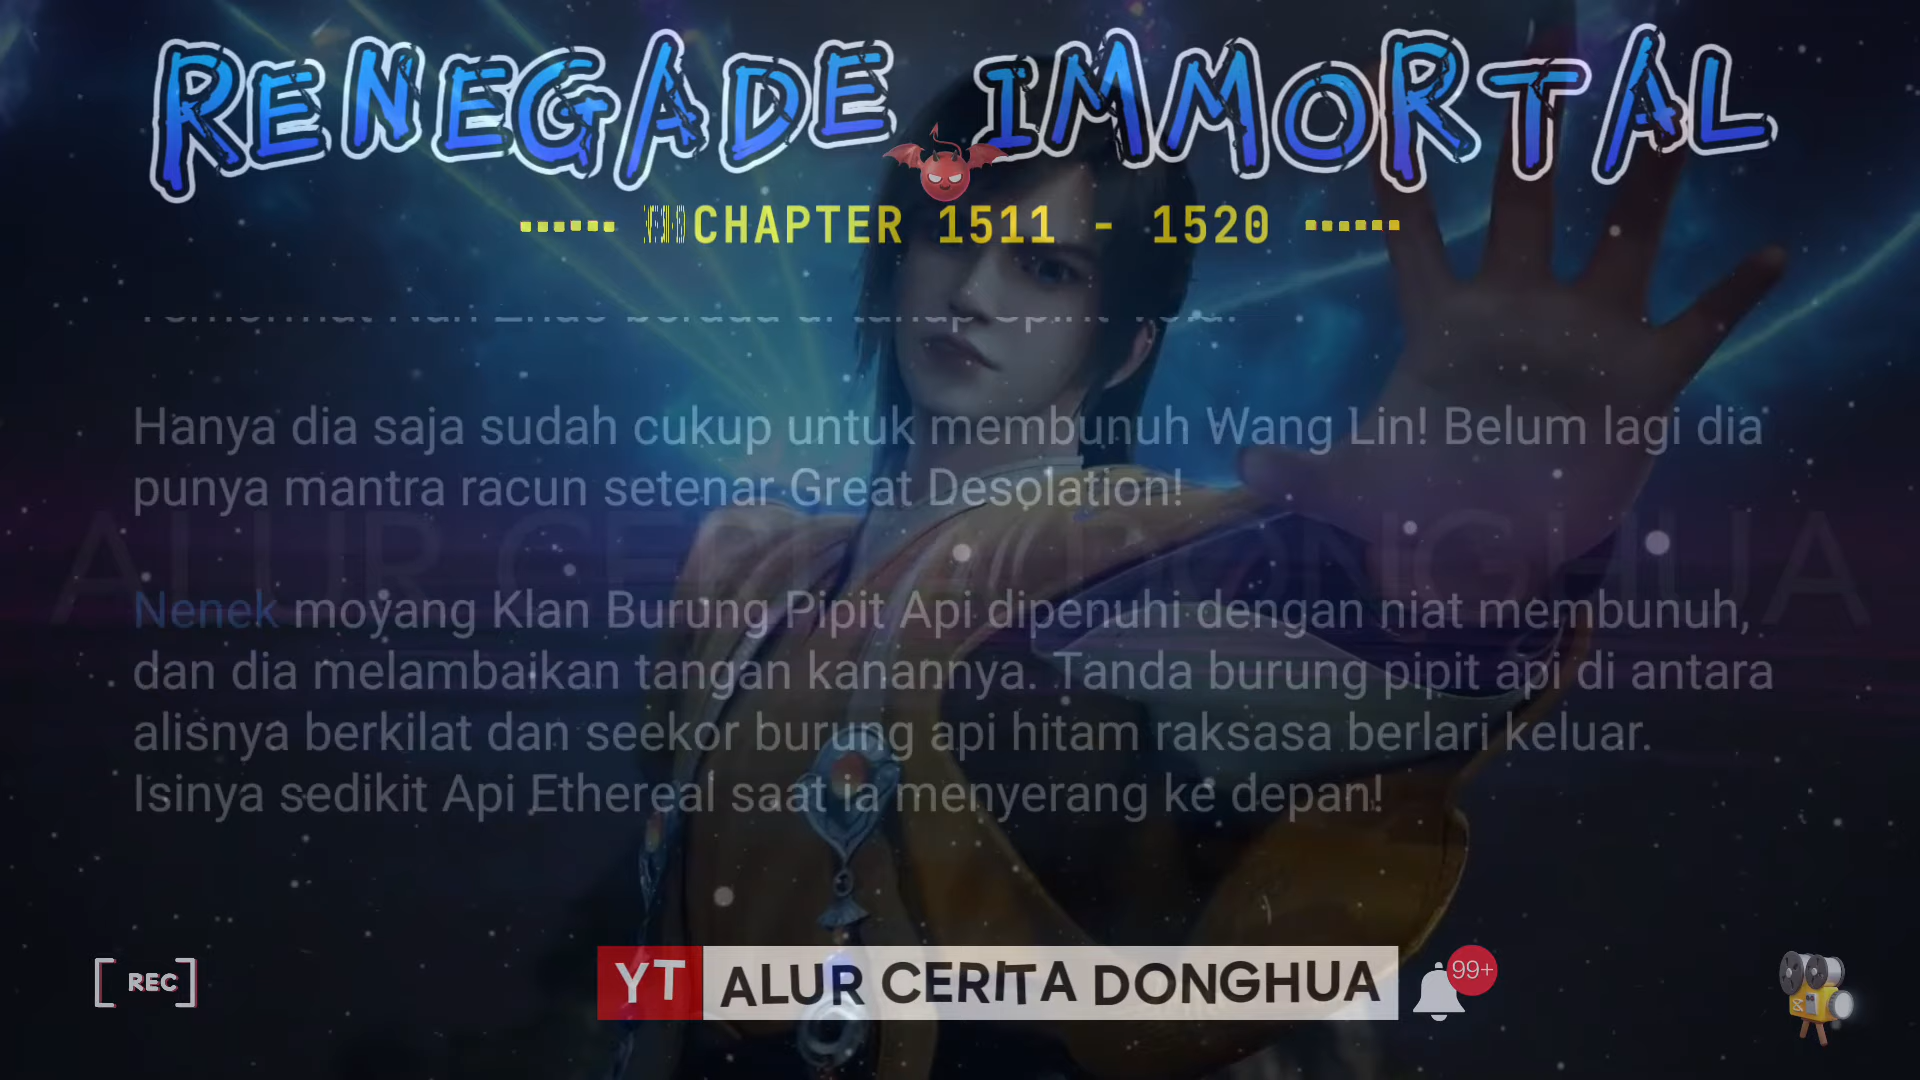 RENEGADE IMMORTAL
CHAPTER 1511 - 1520
Hanya dia saja sudah cukup untuk membunuh Wang Lin! Belum lagi dia
punya mantra racun setenar Great Desolation!
ALUR CERITA DONGHUA
Nenek moyang Klan Burung Pipit Api dipenuhi dengan niat membunuh,
dan dia melambaikan tangan kanannya. Tanda burung pipit api di antara
alisnya berkilat dan seekor burung api hitam raksasa berlari keluar.
Isinya sedikit Api Ethereal saat ia menyerang ke depan!
REC
YT ALUR CERITA DONGHUA
99+